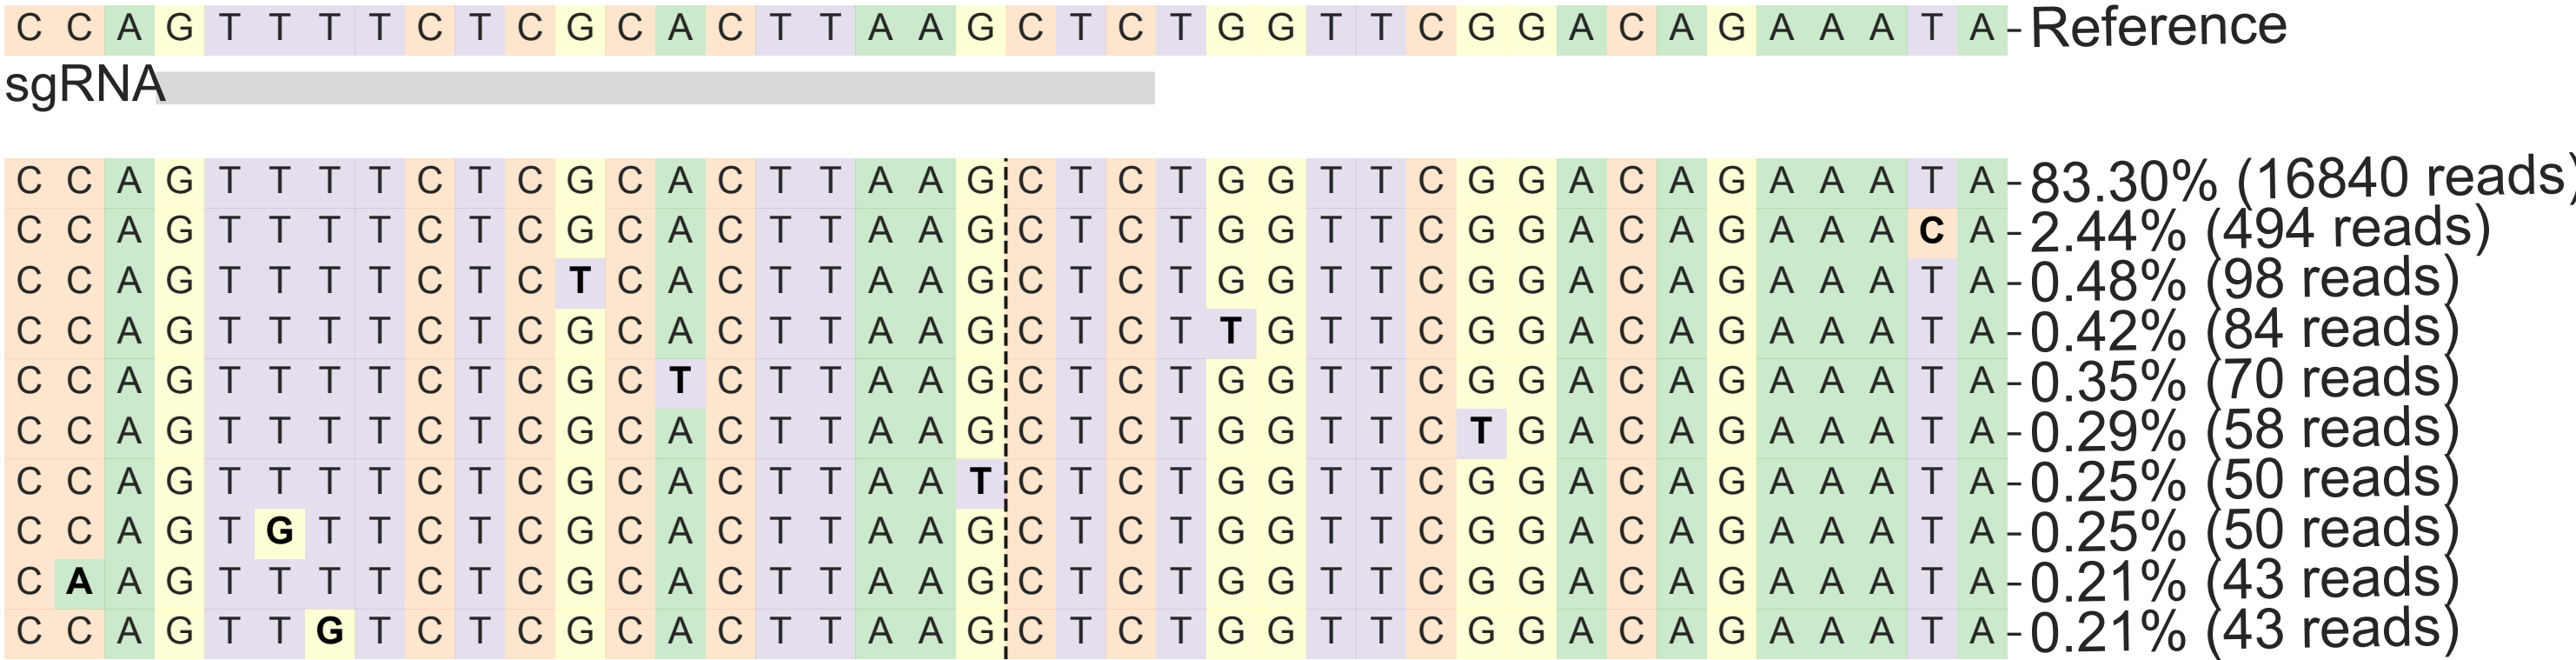 C C A G T T T T C T C G C A C T T A A G C T C T G G T T C G G A C A G A A A T A - Reference
sgRNA
C C A G T T T T C T C G C A C T T A A G C T C T G G T T C G G A C A G A A A T A - 83.30% (16840 reads)
C C A G T T T T C T C G C A C T T A A G C T C T G G T T C G G A C A G A A A C A - 2.44% (494 reads)
C C A G T T T T C T C T C A C T T A A G C T C T G G T T C G G A C A G A A A T A - 0.48% (98 reads)
C C A G T T T T C T C G C A C T T A A G C T C T T G T T C G G A C A G A A A T A - 0.42% (84 reads)
C C A G T T T T C T C G C T C T T A A G C T C T G G T T C G G A C A G A A A T A - 0.35% (70 reads)
C C A G T T T T C T C G C A C T T A A G C T C T G G T T C T G A C A G A A A T A - 0.29% (58 reads)
C C A G T T T T C T C G C A C T T A A T C T C T G G T T C G G A C A G A A A T A - 0.25% (50 reads)
C C A G T G T T C T C G C A C T T A A G C T C T G G T T C G G A C A G A A A T A - 0.25% (50 reads)
C A A G T T T T C T C G C A C T T A A G C T C T G G T T C G G A C A G A A A T A - 0.21% (43 reads)
C C A G T T G T C T C G C A C T T A A G C T C T G G T T C G G A C A G A A A T A - 0.21% (43 reads)